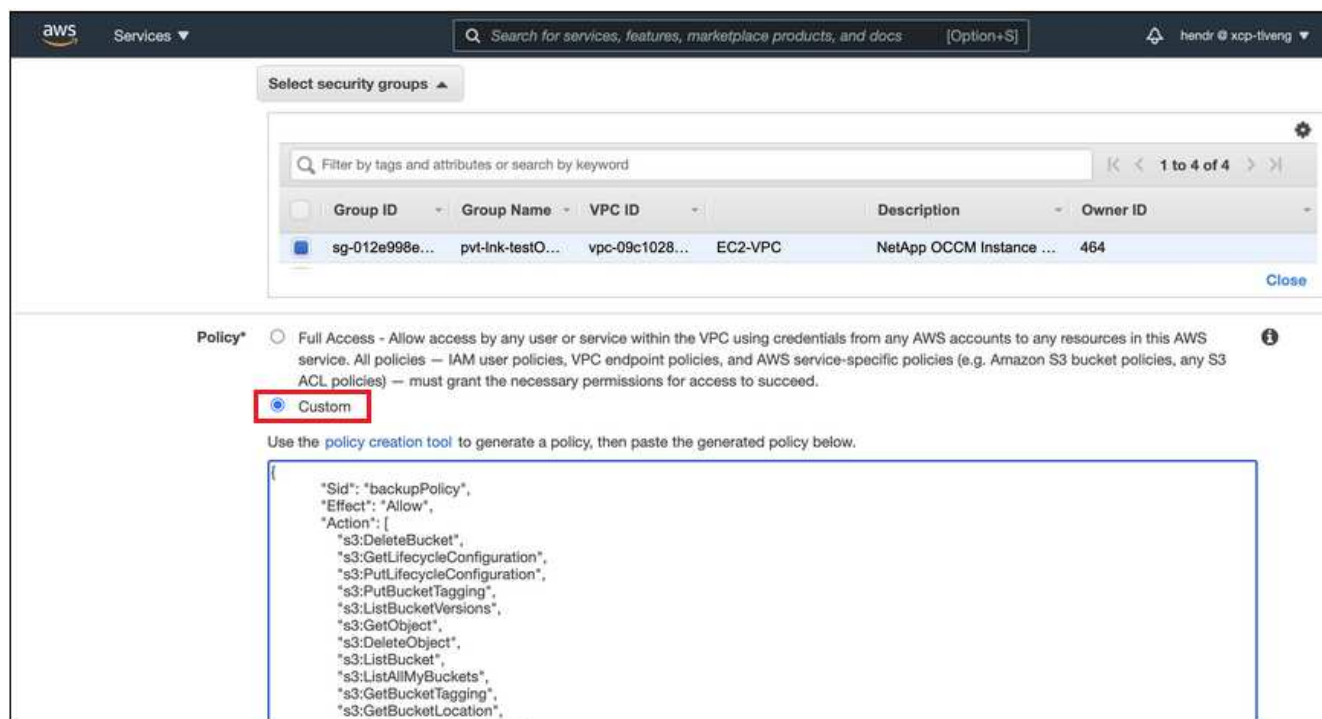 aws Services ▼ Search for services, features, marketplace products, and docs [Option+S] hendr @ xcp-tlveng ▼
Select security groups ▲
Filter by tags and attributes or search by keyword 1 to 4 of 4
Group ID Group Name VPC ID Description Owner ID
sg-012e998e... pvt-lnk-testO... vpc-09c1028... EC2-VPC NetApp OCCM Instance ... 464
Close
Policy* Full Access - Allow access by any user or service within the VPC using credentials from any AWS accounts to any resources in this AWS
service. All policies — IAM user policies, VPC endpoint policies, and AWS service-specific policies (e.g. Amazon S3 bucket policies, any S3
ACL policies) — must grant the necessary permissions for access to succeed.
Custom
Use the policy creation tool to generate a policy, then paste the generated policy below.
{
"Sid": "backupPolicy",
"Effect": "Allow",
"Action": [
"s3:DeleteBucket",
"s3:GetLifecycleConfiguration",
"s3:PutLifecycleConfiguration",
"s3:PutBucketTagging",
"s3:ListBucketVersions",
"s3:GetObject",
"s3:DeleteObject",
"s3:ListBucket",
"s3:ListAllMyBuckets",
"s3:GetBucketTagging",
"s3:GetBucketLocation",